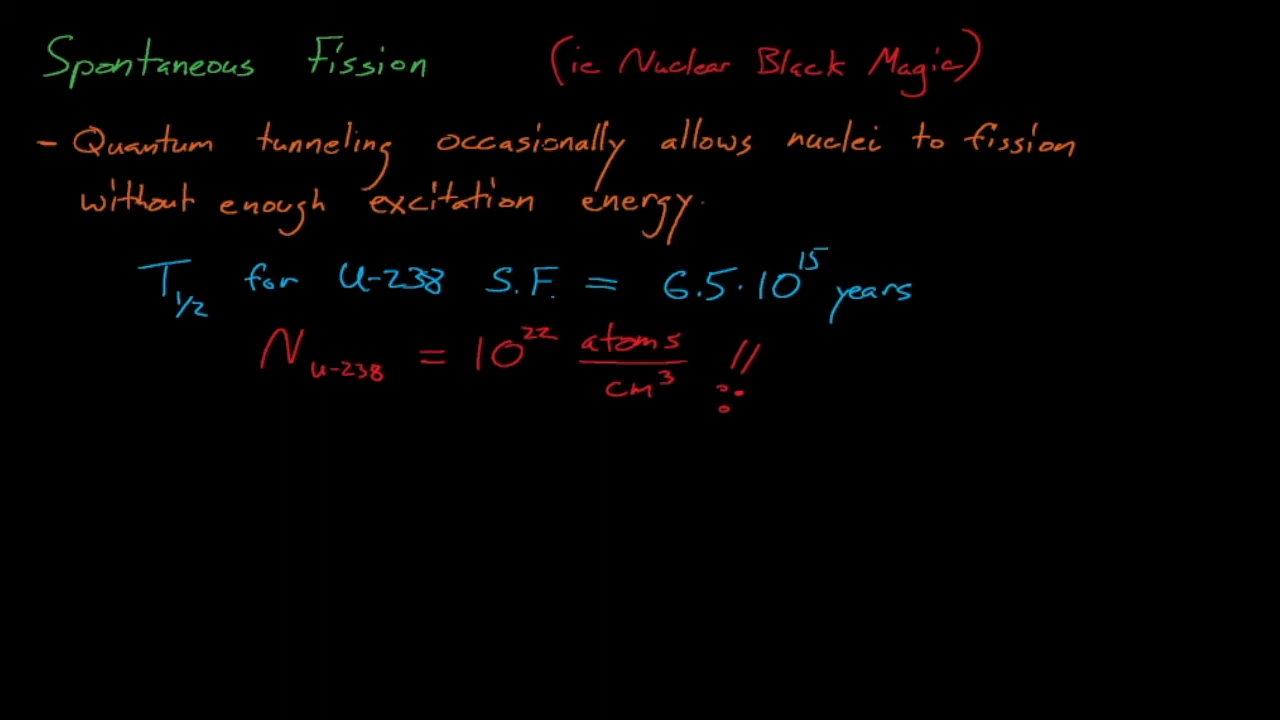 Spontaneous Fission (ie Nuclear Black Magic)
- Quantum tunneling occasionally allows nuclei to fission
without enough excitation energy.
T1/2 for U-238 S.F. = 6.5·10^15 years
N U-238 = 10^22 atoms/cm^3 !!